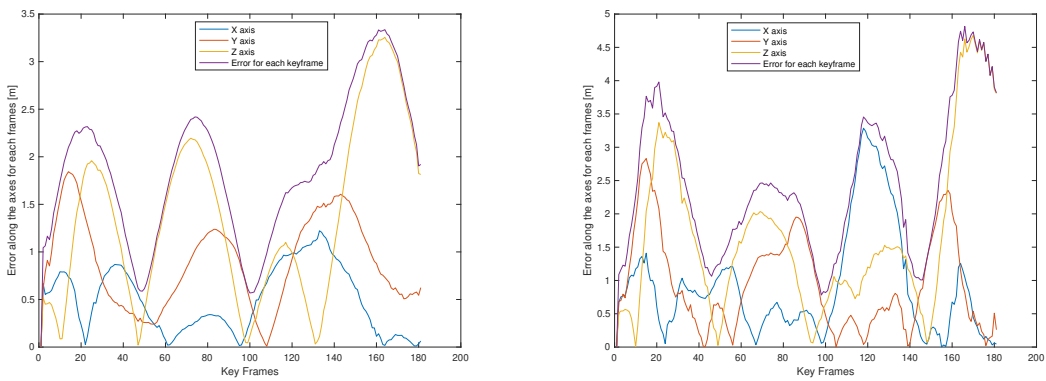 3.5
3
2.5
2
1.5
1
0.5
0
0 20 40 60 80 100 120 140 160 180 200
Error along the axes for each frames [m]
Key Frames
X axis
Y axis
Z axis
Error for each keyframe
5
4.5
4
3.5
3
2.5
2
1.5
1
0.5
0
0 20 40 60 80 100 120 140 160 180 200
Error along the axes for each frames [m]
Key Frames
X axis
Y axis
Z axis
Error for each keyframe